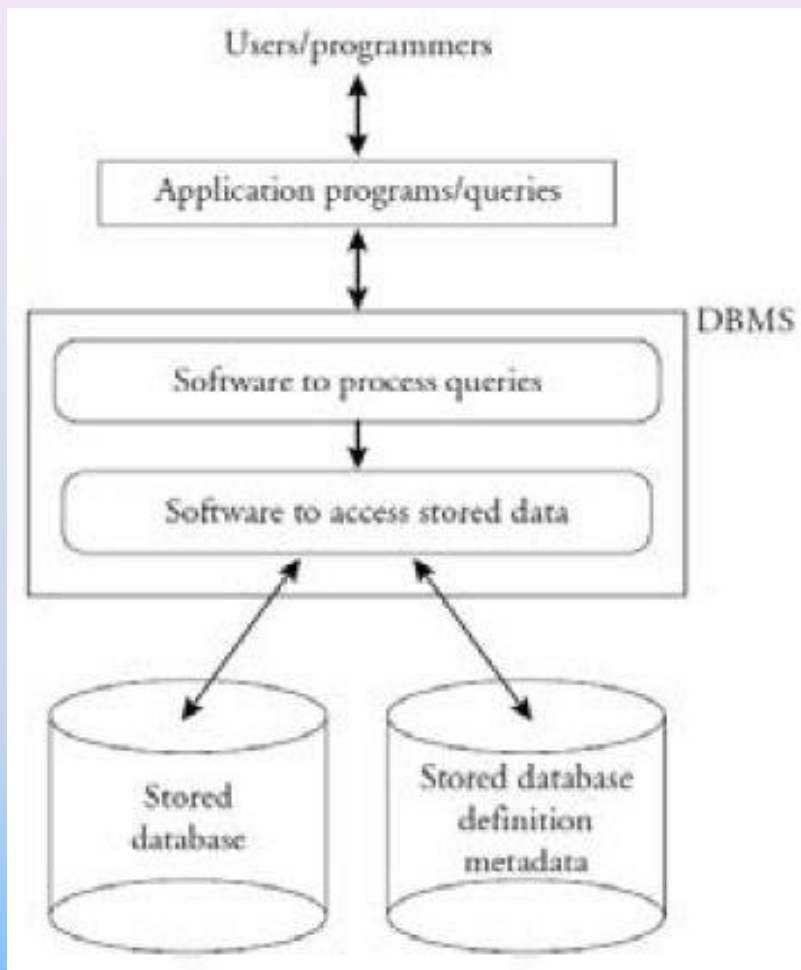 Users/programmers
Application programs/queries
DBMS
Software to process queries
Software to access stored data
Stored
database
Stored database
definition
metadata